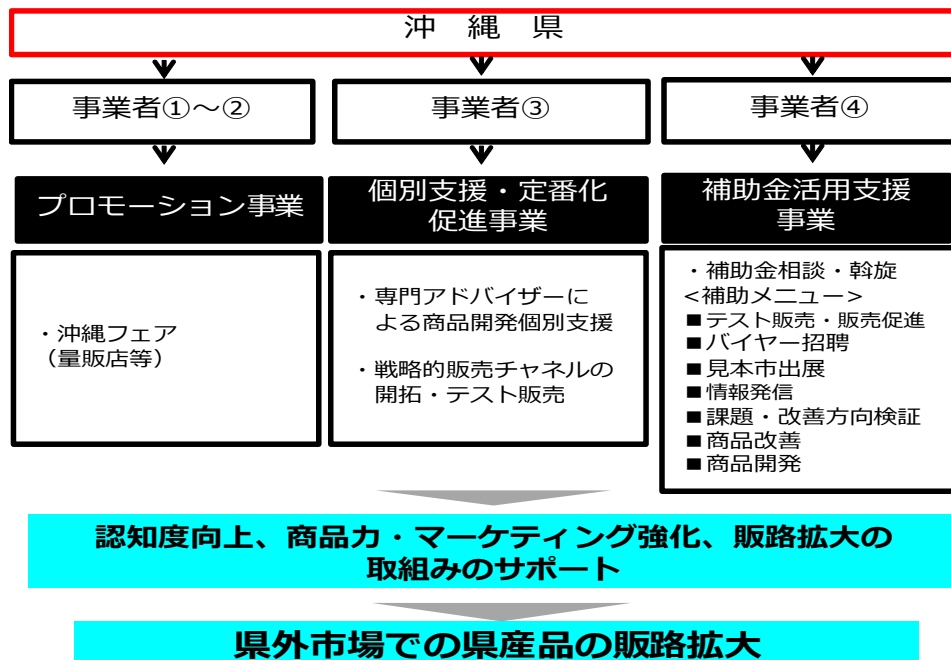 沖　縄　県
事業者①～②
事業者③
事業者④
プロモーション事業
個別支援・定番化
促進事業
補助金活用支援
事業
・沖縄フェア
（量販店等）
・専門アドバイザーに
よる商品開発個別支援
・戦略的販売チャネルの
開拓・テスト販売
・補助金相談・斡旋
<補助メニュー>
■テスト販売・販売促進
■バイヤー招聘
■見本市出展
■情報発信
■課題・改善方向検証
■商品改善
■商品開発
認知度向上、商品力・マーケティング強化、販路拡大の
取組みのサポート
県外市場での県産品の販路拡大